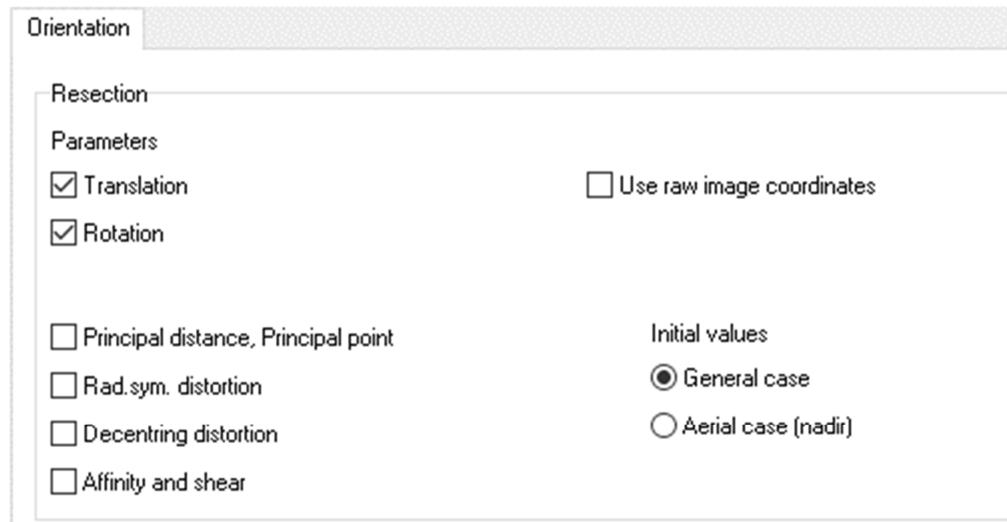 Orientation
Resection
Parameters
Translation
Use raw image coordinates
Rotation
Principal distance, Principal point
Initial values
Rad.sym. distortion
General case
Decentring distortion
Aerial case (nadir)
Affinity and shear